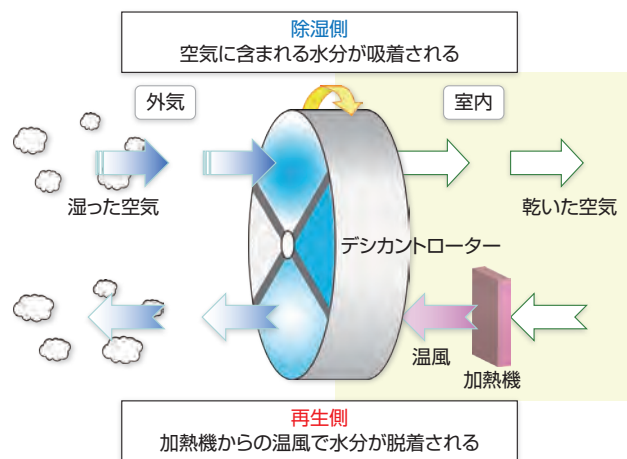 除湿側
空気に含まれる水分が吸着される
外気
室内
湿った空気
乾いた空気
デシカントローター
温風
加熱機
再生側
加熱機からの温風で水分が脱着される